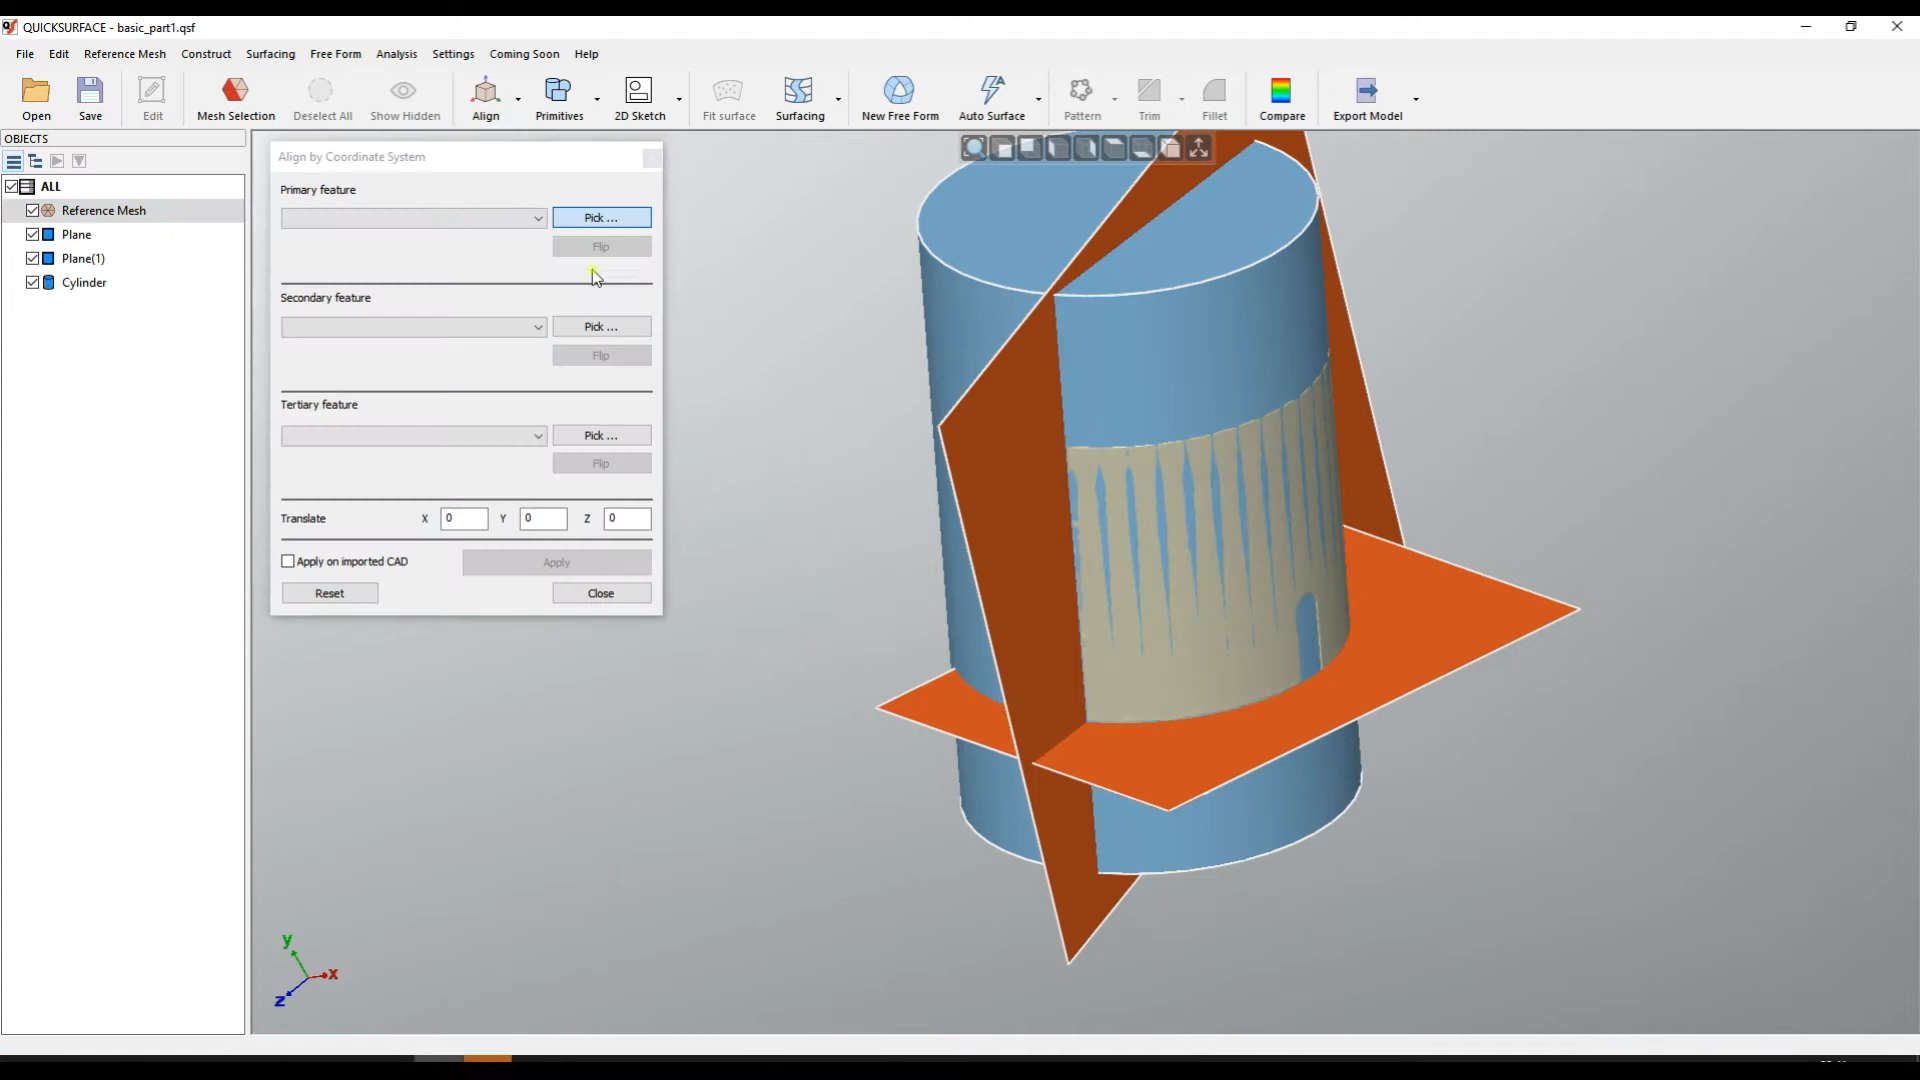 QUICKSURFACE - basic_part1.qsf
File Edit Reference Mesh Construct Surfacing Free Form Analysis Settings Coming Soon Help
Open Save Edit Mesh Selection Deselect All Show Hidden Align Primitives 2D Sketch Fit surface Surfacing New Free Form Auto Surface Pattern Trim Fillet Compare Export Model
OBJECTS
ALL
Reference Mesh
Plane
Plane(1)
Cylinder
Align by Coordinate System
Primary feature
Pick ...
Flip
Secondary feature
Pick ...
Flip
Tertiary feature
Pick ...
Flip
Translate X 0 Y 0 Z 0
Apply on imported CAD Apply
Reset Close
y
x
z